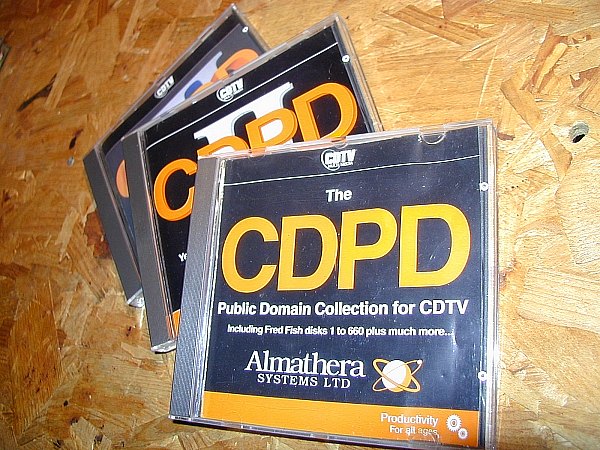 CDTV
CDTV
II
CDPD
Ye
CDTV
The
CDPD
Public Domain Collection for CDTV
Including Fred Fish disks 1 to 660 plus much more...
Almathera
SYSTEMS LTD
Productivity
For all ages